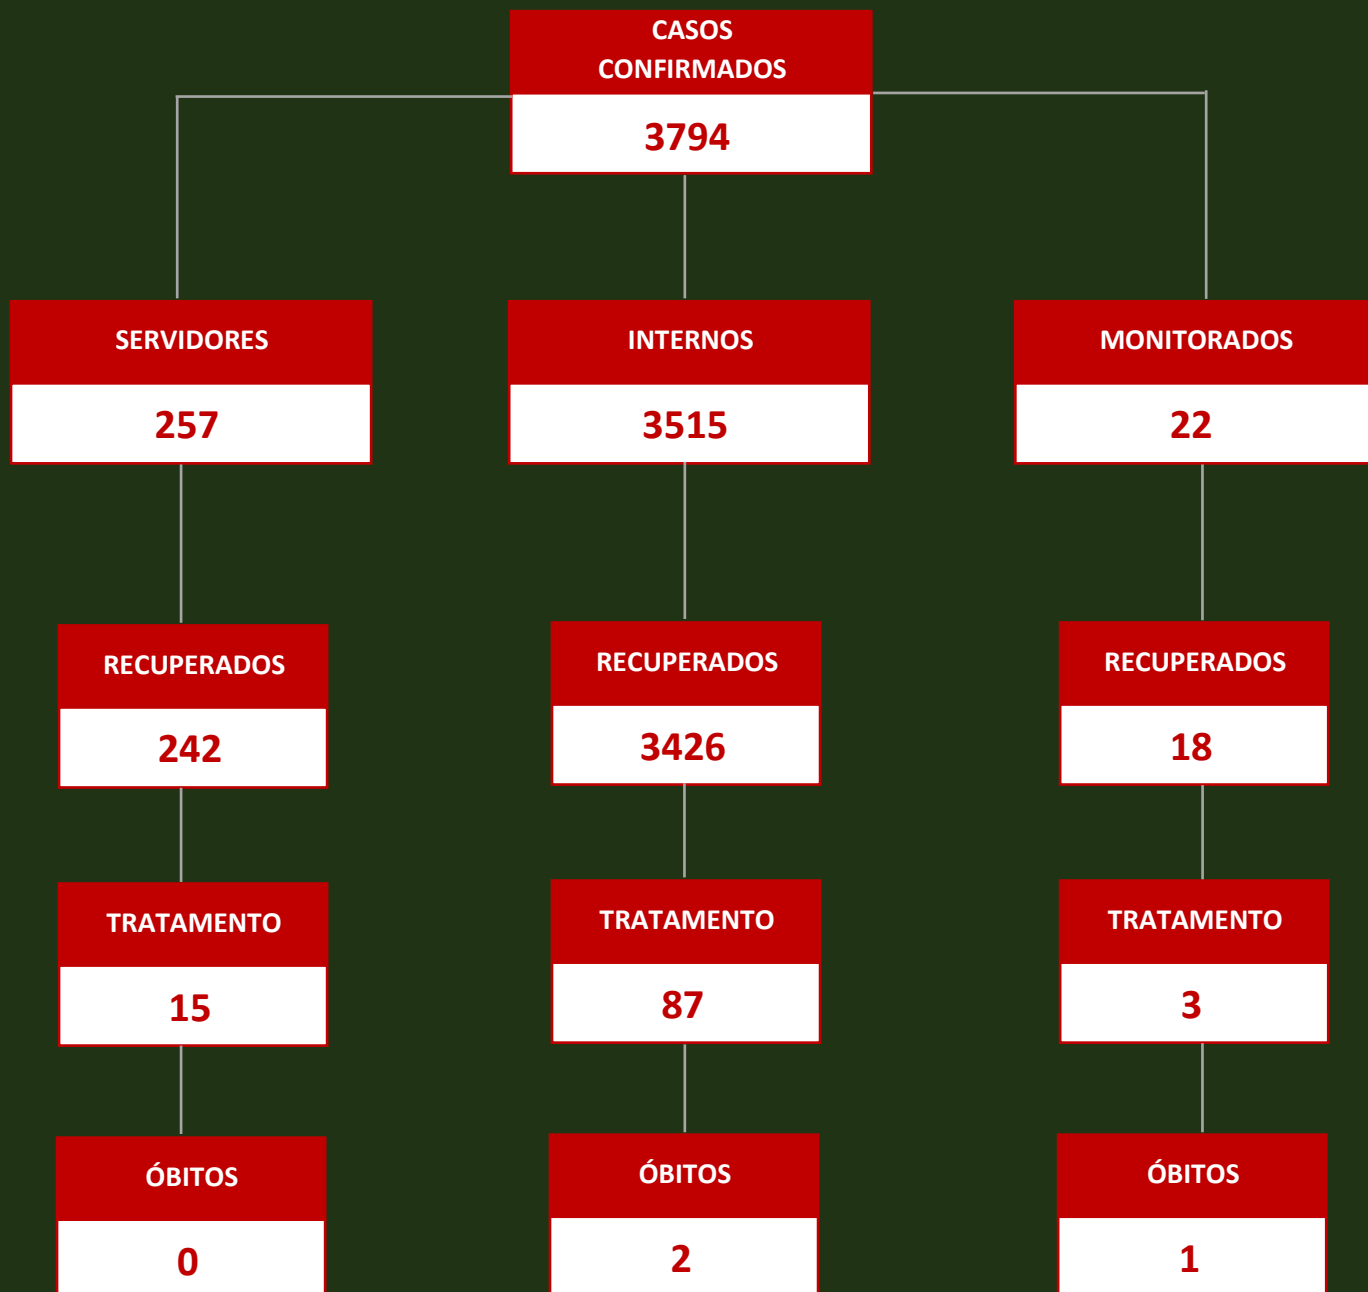 CASOS
CONFIRMADOS
3794
SERVIDORES
INTERNOS
MONITORADOS
257
3515
22
RECUPERADOS
RECUPERADOS
RECUPERADOS
242
3426
18
TRATAMENTO
TRATAMENTO
TRATAMENTO
15
87
3
ÓBITOS
ÓBITOS
ÓBITOS
0
2
1